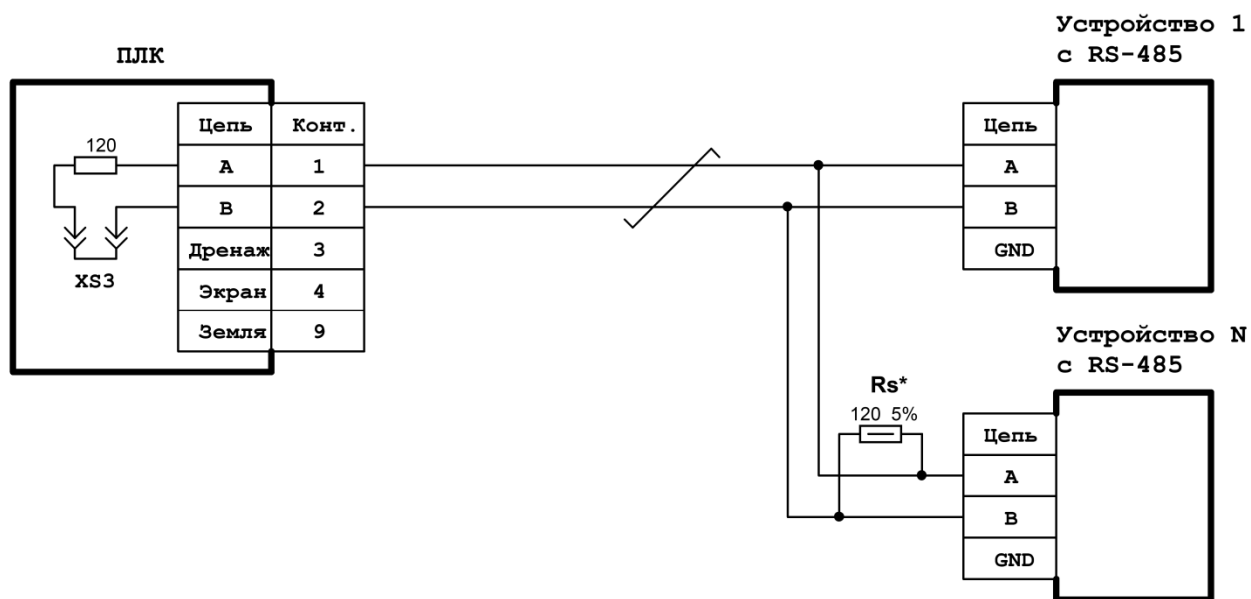 ПЛК
Цепь Конт.
120
А 1
В 2
Дренаж 3
XS3
Экран 4
Земля 9
Устройство 1
с RS-485
Цепь
А
В
GND
Устройство N
с RS-485
Rs*
120 5%
Цепь
А
В
GND